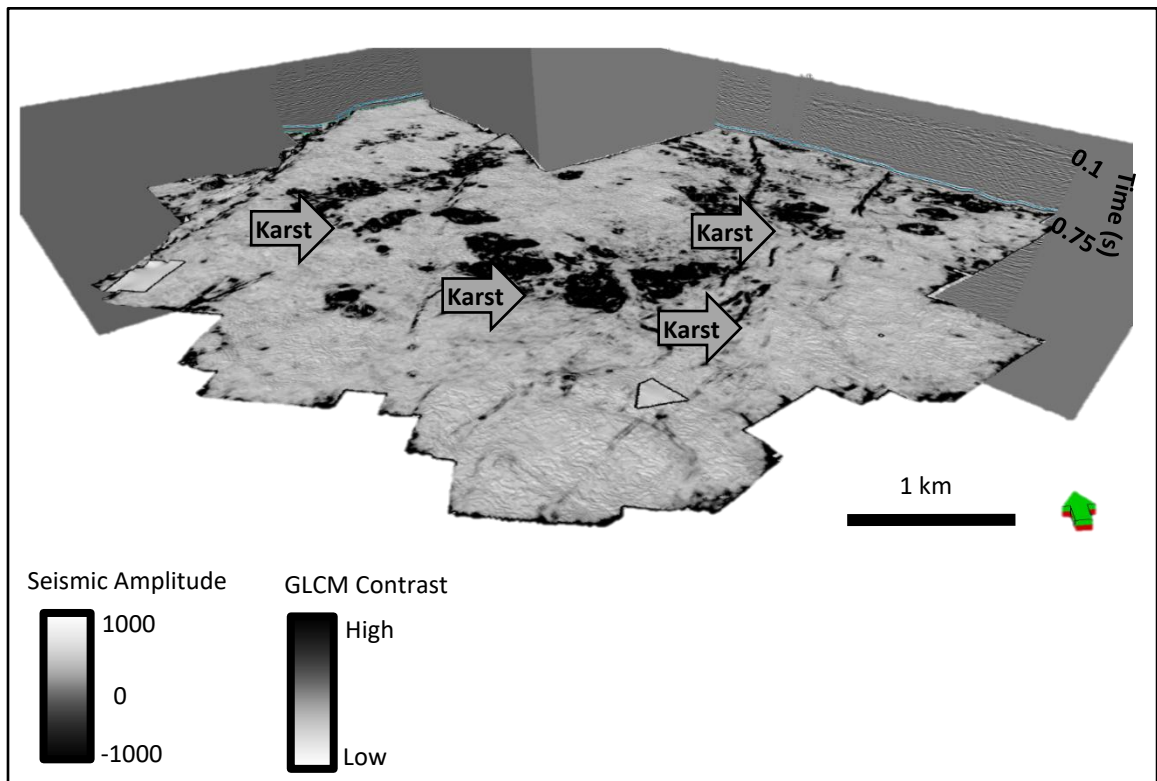 0.1
Time (s)
0.75
Karst
Karst
Karst
Karst
1 km
Seismic Amplitude
1000
0
-1000
GLCM Contrast
High
Low